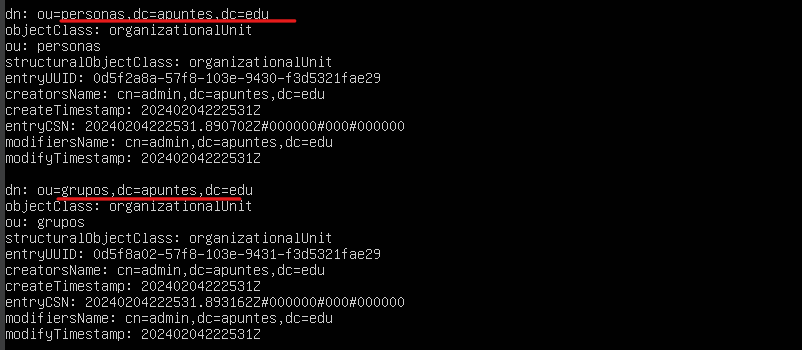 dn: ou=personas,dc=apuntes,dc=edu
objectClass: organizationalUnit
ou: personas
structuralObjectClass: organizationalUnit
entryUUID: 0d5f2a8a-57f8-103e-9430-f3d5321fae29
creatorsName: cn=admin,dc=apuntes,dc=edu
createTimestamp: 20240204222531Z
entryCSN: 20240204222531.890702Z#000000#000#000000
modifiersName: cn=admin,dc=apuntes,dc=edu
modifyTimestamp: 20240204222531Z
dn: ou=grupos,dc=apuntes,dc=edu
objectClass: organizationalUnit
ou: grupos
structuralObjectClass: organizationalUnit
entryUUID: 0d5f8a02-57f8-103e-9431-f3d5321fae29
creatorsName: cn=admin,dc=apuntes,dc=edu
createTimestamp: 20240204222531Z
entryCSN: 20240204222531.893162Z#000000#000#000000
modifiersName: cn=admin,dc=apuntes,dc=edu
modifyTimestamp: 20240204222531Z